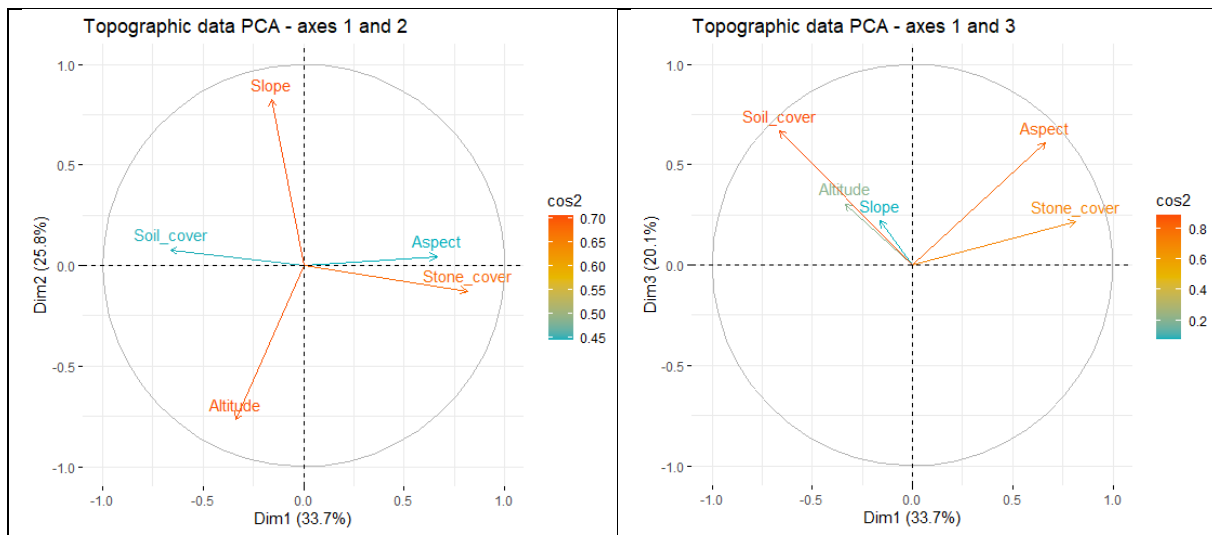 Topographic data PCA - axes 1 and 2
1.0
0.5
0.0
-0.5
-1.0
Dim2 (25.8%)
Slope
Soil_cover
Aspect
Stone_cover
Altitude
-1.0 -0.5 0.0 0.5 1.0
Dim1 (33.7%)
cos2
0.70
0.65
0.60
0.55
0.50
0.45
Topographic data PCA - axes 1 and 3
1.0
0.5
0.0
-0.5
-1.0
Dim3 (20.1%)
Soil_cover
Aspect
Altitude
Slope
Stone_cover
-1.0 -0.5 0.0 0.5 1.0
Dim1 (33.7%)
cos2
0.8
0.6
0.4
0.2